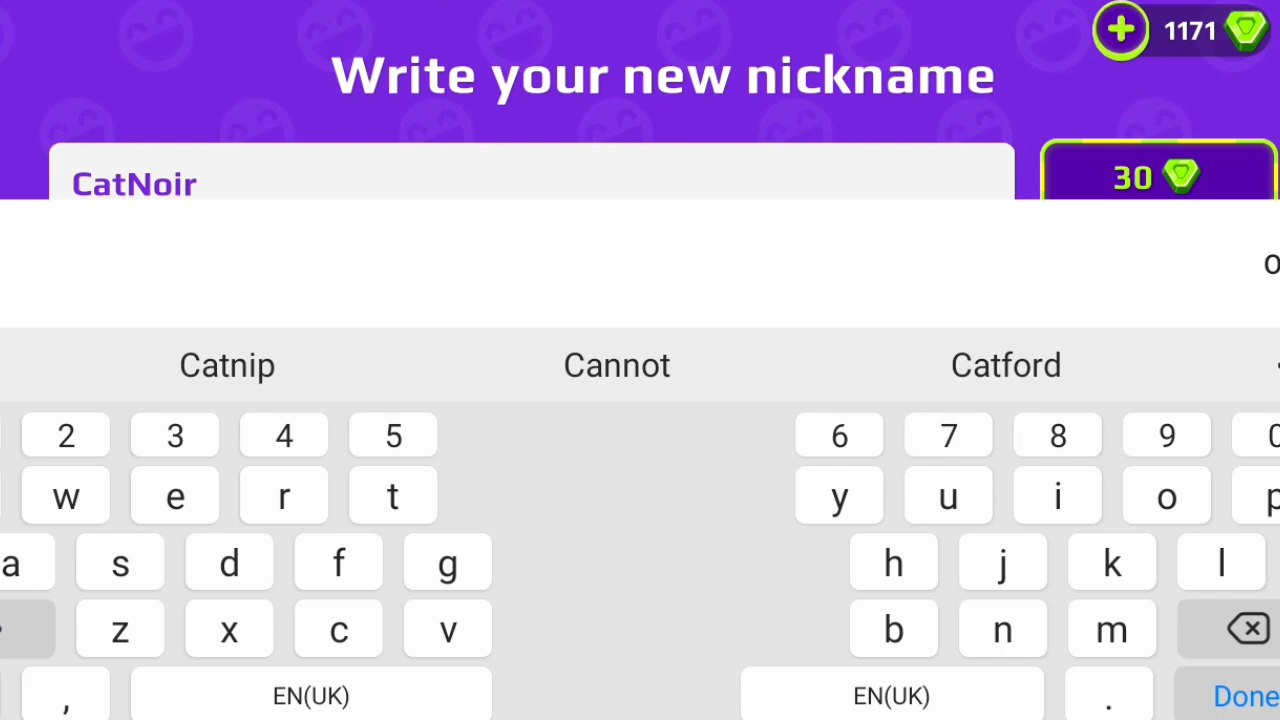 1171
Write your new nickname
CatNoir
30
Catnip Cannot Catford
2 3 4 5 6 7 8 9
w e r t y u i o p
a s d f g h j k l
z x c v b n m
, EN(UK) EN(UK) . Done